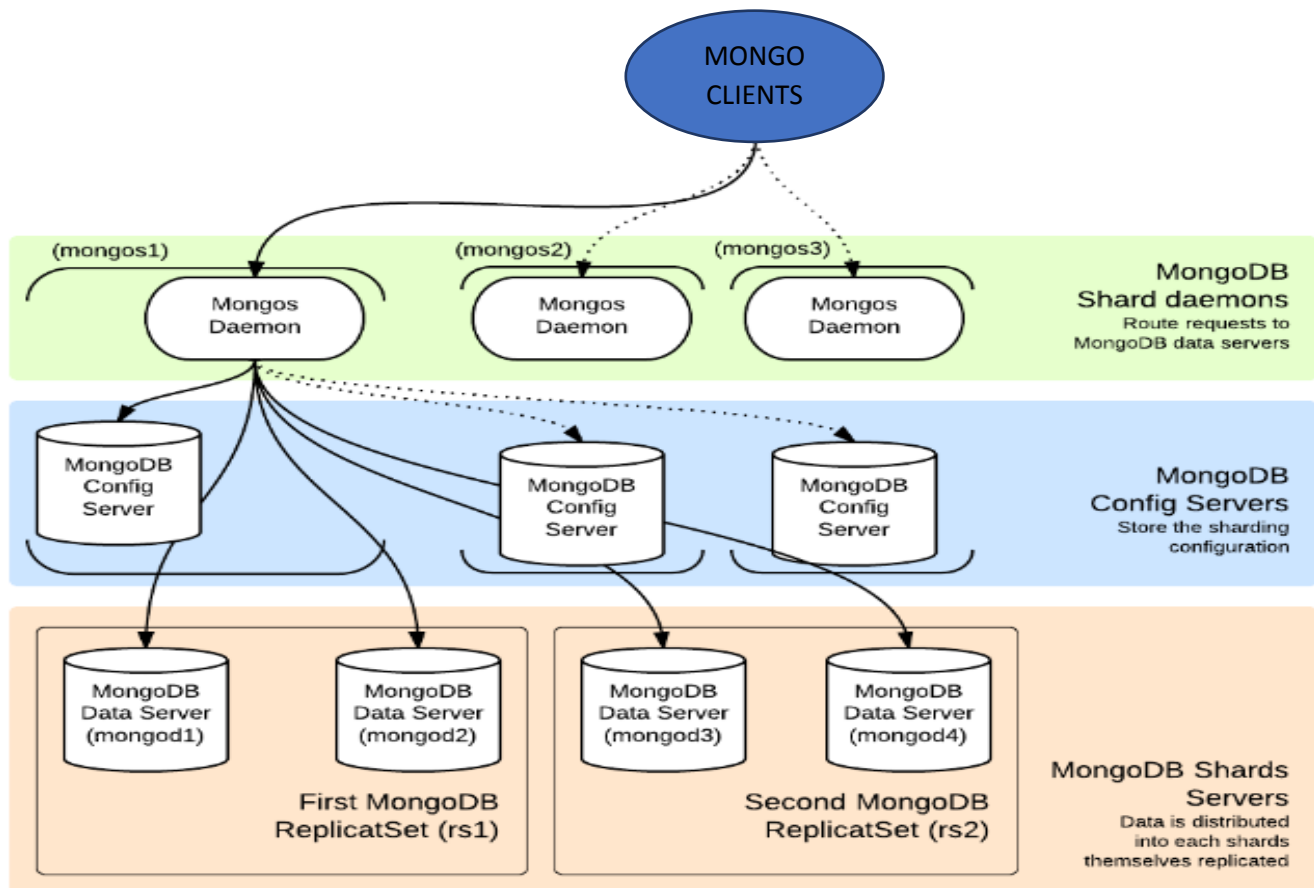 MONGO
CLIENTS
(mongos1)
(mongos2)
(mongos3)
Mongos
Daemon
Mongos
Daemon
Mongos
Daemon
MongoDB
Shard daemons
Route requests to
MongoDB data servers
MongoDB
Config
Server
MongoDB
Config
Server
MongoDB
Config
Server
MongoDB
Config Servers
Store the sharding
configuration
MongoDB
Data Server
(mongod1)
MongoDB
Data Server
(mongod2)
First MongoDB
ReplicatSet (rs1)
MongoDB
Data Server
(mongod3)
MongoDB
Data Server
(mongod4)
Second MongoDB
ReplicatSet (rs2)
MongoDB Shards
Servers
Data is distributed
into each shards
themselves replicated